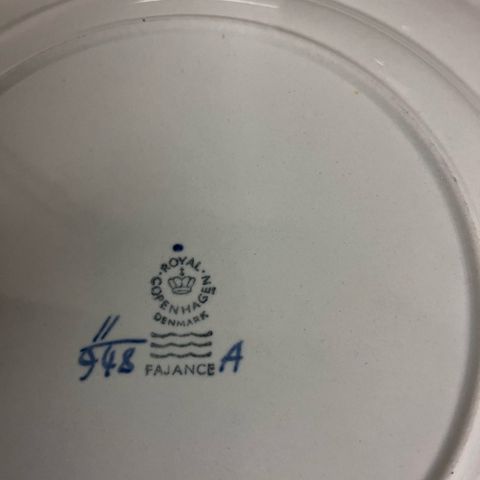 ROYAL COPENHAGEN
DENMARK
11
948 FAJANCE A